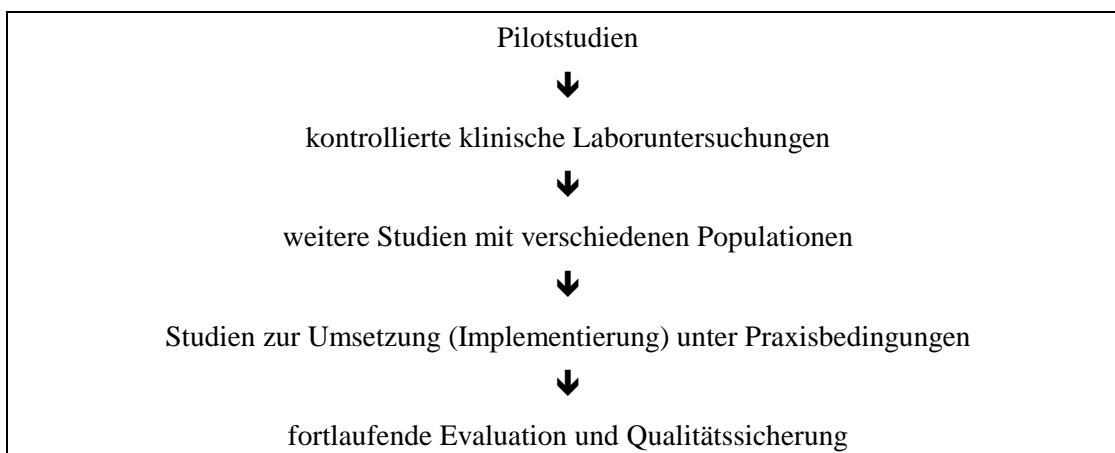 Pilotstudien
kontrollierte klinische Laboruntersuchungen
weitere Studien mit verschiedenen Populationen
Studien zur Umsetzung (Implementierung) unter Praxisbedingungen
fortlaufende Evaluation und Qualitätssicherung